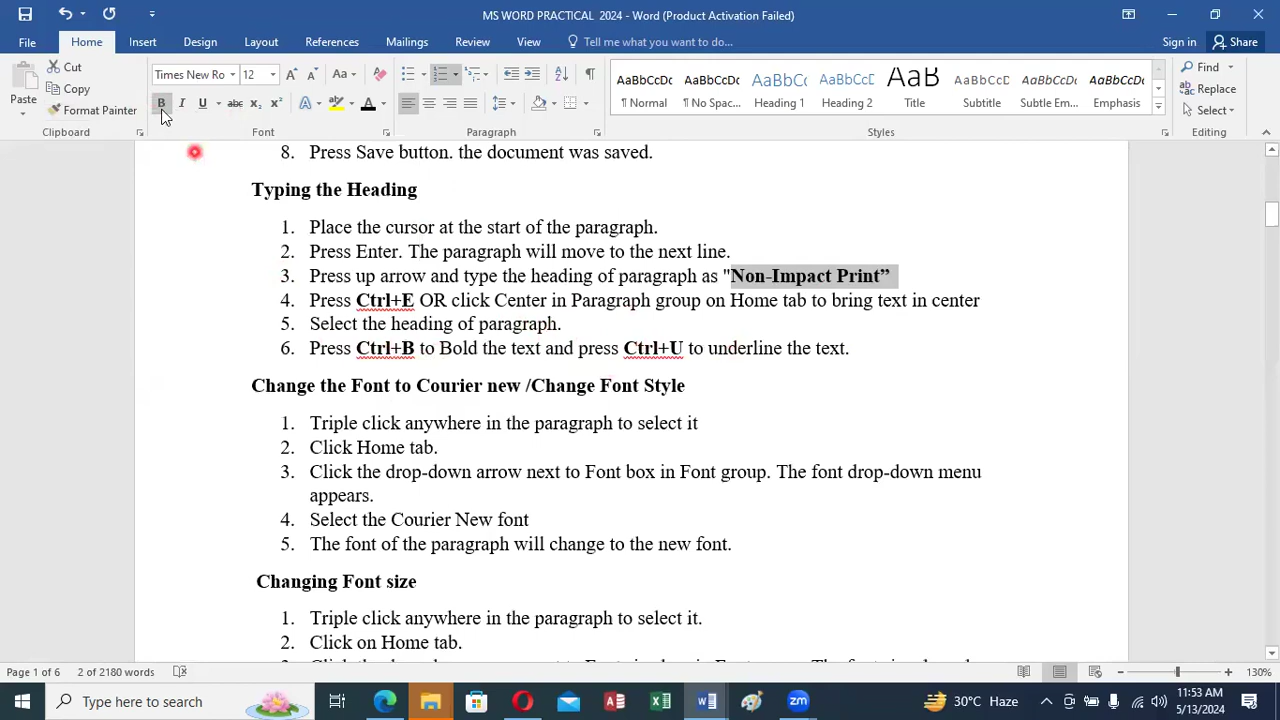 MS WORD PRACTICAL 2024 - Word (Product Activation Failed)
File Home Insert Design Layout References Mailings Review View Tell me what you want to do... Sign in Share
Cut
Copy
Format Painter
Paste
Clipboard
Times New Ro 12
Aa
B I U abc x₂ x² A A
Font
Paragraph
AaBbCcDc AaBbCcDc AaBbCc AaBbCcC AaB AaBbCcC AaBbCcDc AaBbCcDc
¶ Normal ¶ No Spac... Heading 1 Heading 2 Title Subtitle Subtle Em... Emphasis
Styles
Find
Replace
Select
Editing
8. Press Save button. the document was saved.
Typing the Heading
1. Place the cursor at the start of the paragraph.
2. Press Enter. The paragraph will move to the next line.
3. Press up arrow and type the heading of paragraph as "Non-Impact Print”
4. Press Ctrl+E OR click Center in Paragraph group on Home tab to bring text in center
5. Select the heading of paragraph.
6. Press Ctrl+B to Bold the text and press Ctrl+U to underline the text.
Change the Font to Courier new /Change Font Style
1. Triple click anywhere in the paragraph to select it
2. Click Home tab.
3. Click the drop-down arrow next to Font box in Font group. The font drop-down menu
appears.
4. Select the Courier New font
5. The font of the paragraph will change to the new font.
Changing Font size
1. Triple click anywhere in the paragraph to select it.
2. Click on Home tab.
Page 1 of 6 2 of 2180 words 130%
Type here to search
30°C Haze
11:53 AM
5/13/2024